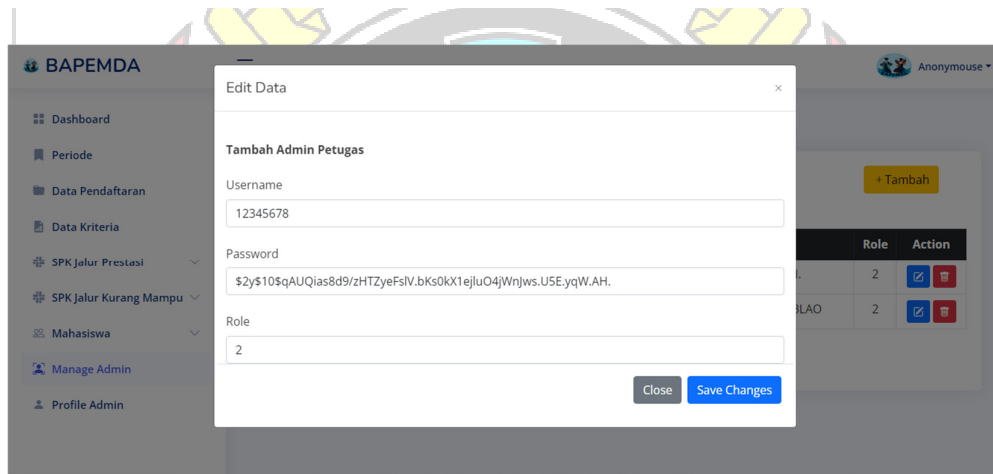 BAPEMDA
Anonymouse
Dashboard
Periode
Data Pendaftaran
Data Kriteria
SPK Jalur Prestasi
SPK Jalur Kurang Mampu
Mahasiswa
Manage Admin
Profile Admin
Edit Data
×
Tambah Admin Petugas
Username
12345678
Password
$2y$10$qAUQias8d9/zHTZyeFslV.bKs0kX1ejluO4jWnJws.U5E.yqW.AH.
Role
2
Close
Save Changes
+ Tambah
Role Action
2
BLAO 2